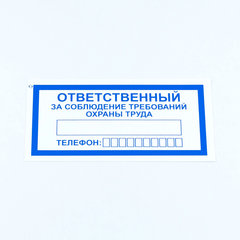 ОТВЕТСТВЕННЫЙ
ЗА СОБЛЮДЕНИЕ ТРЕБОВАНИЙ
ОХРАНЫ ТРУДА
ТЕЛЕФОН: